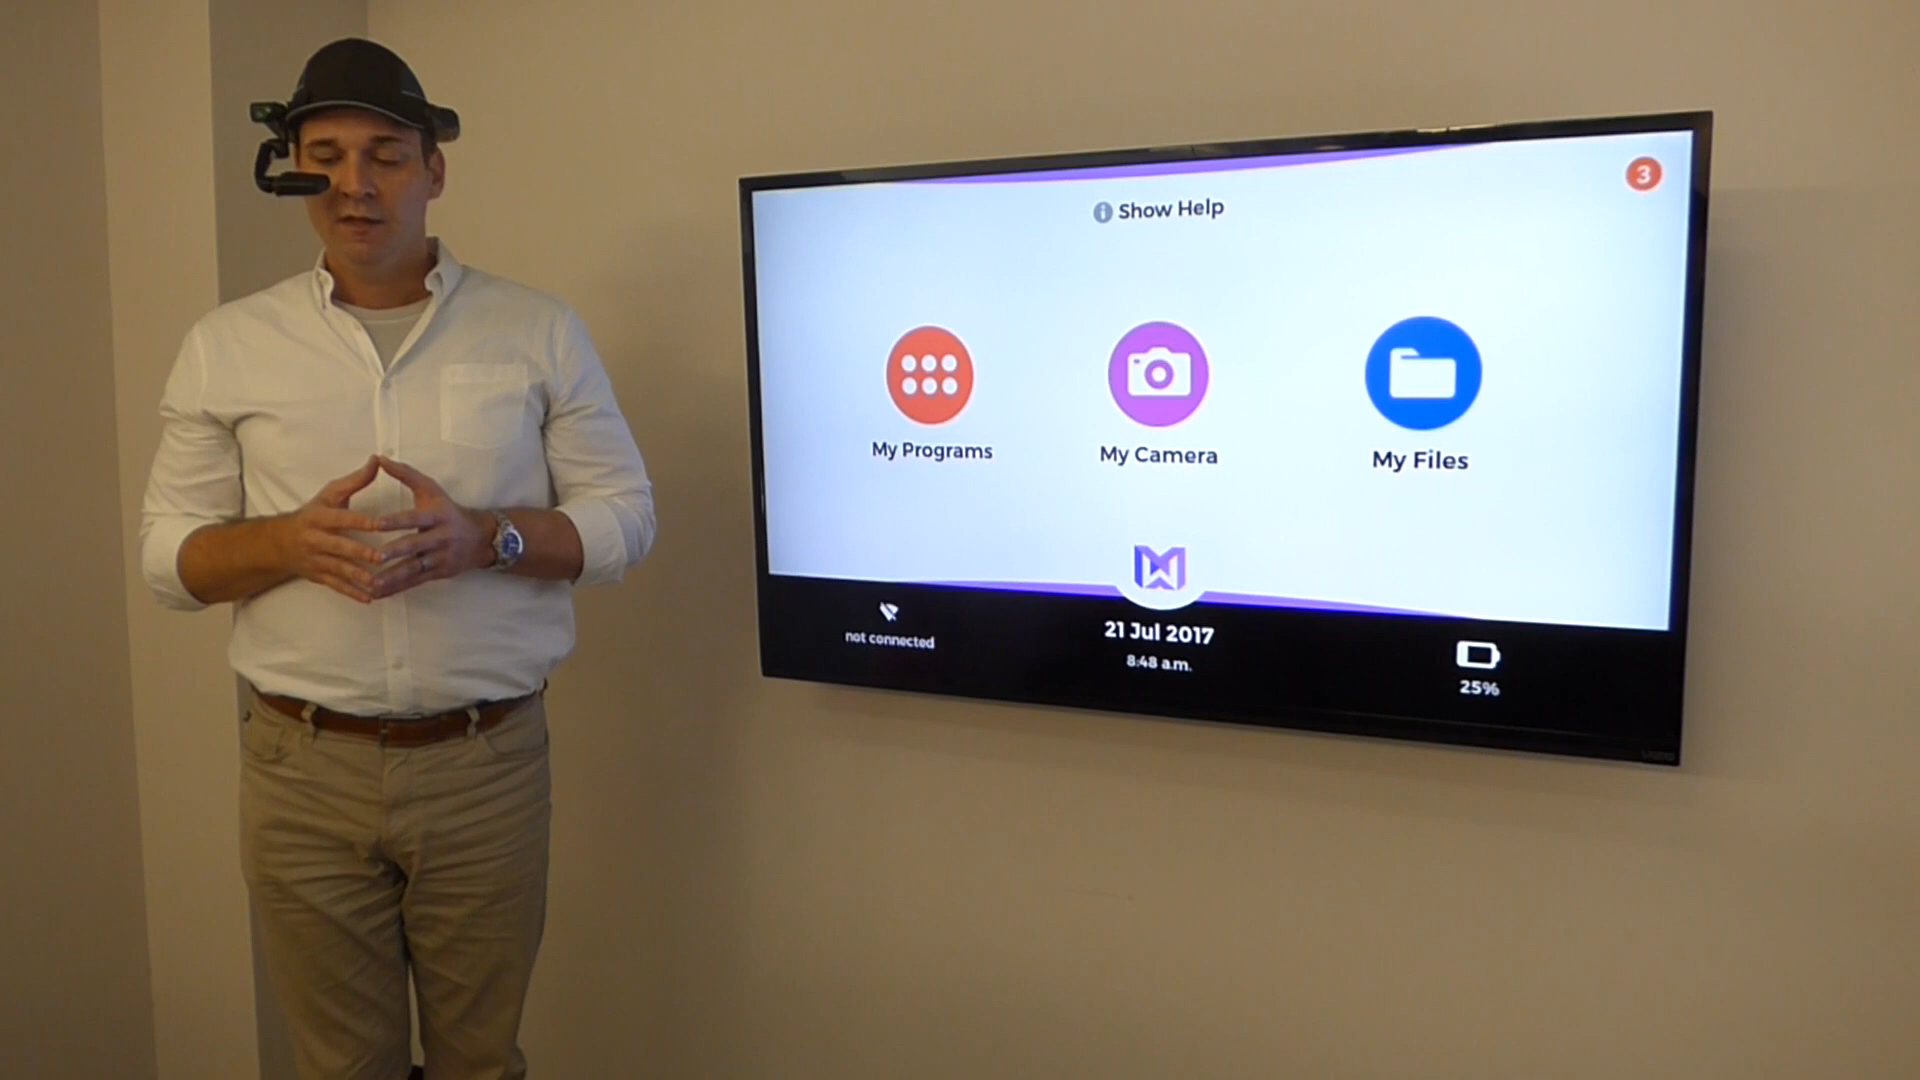 3
Show Help
My Programs
My Camera
My Files
not connected
21 Jul 2017
8:48 a.m.
25%